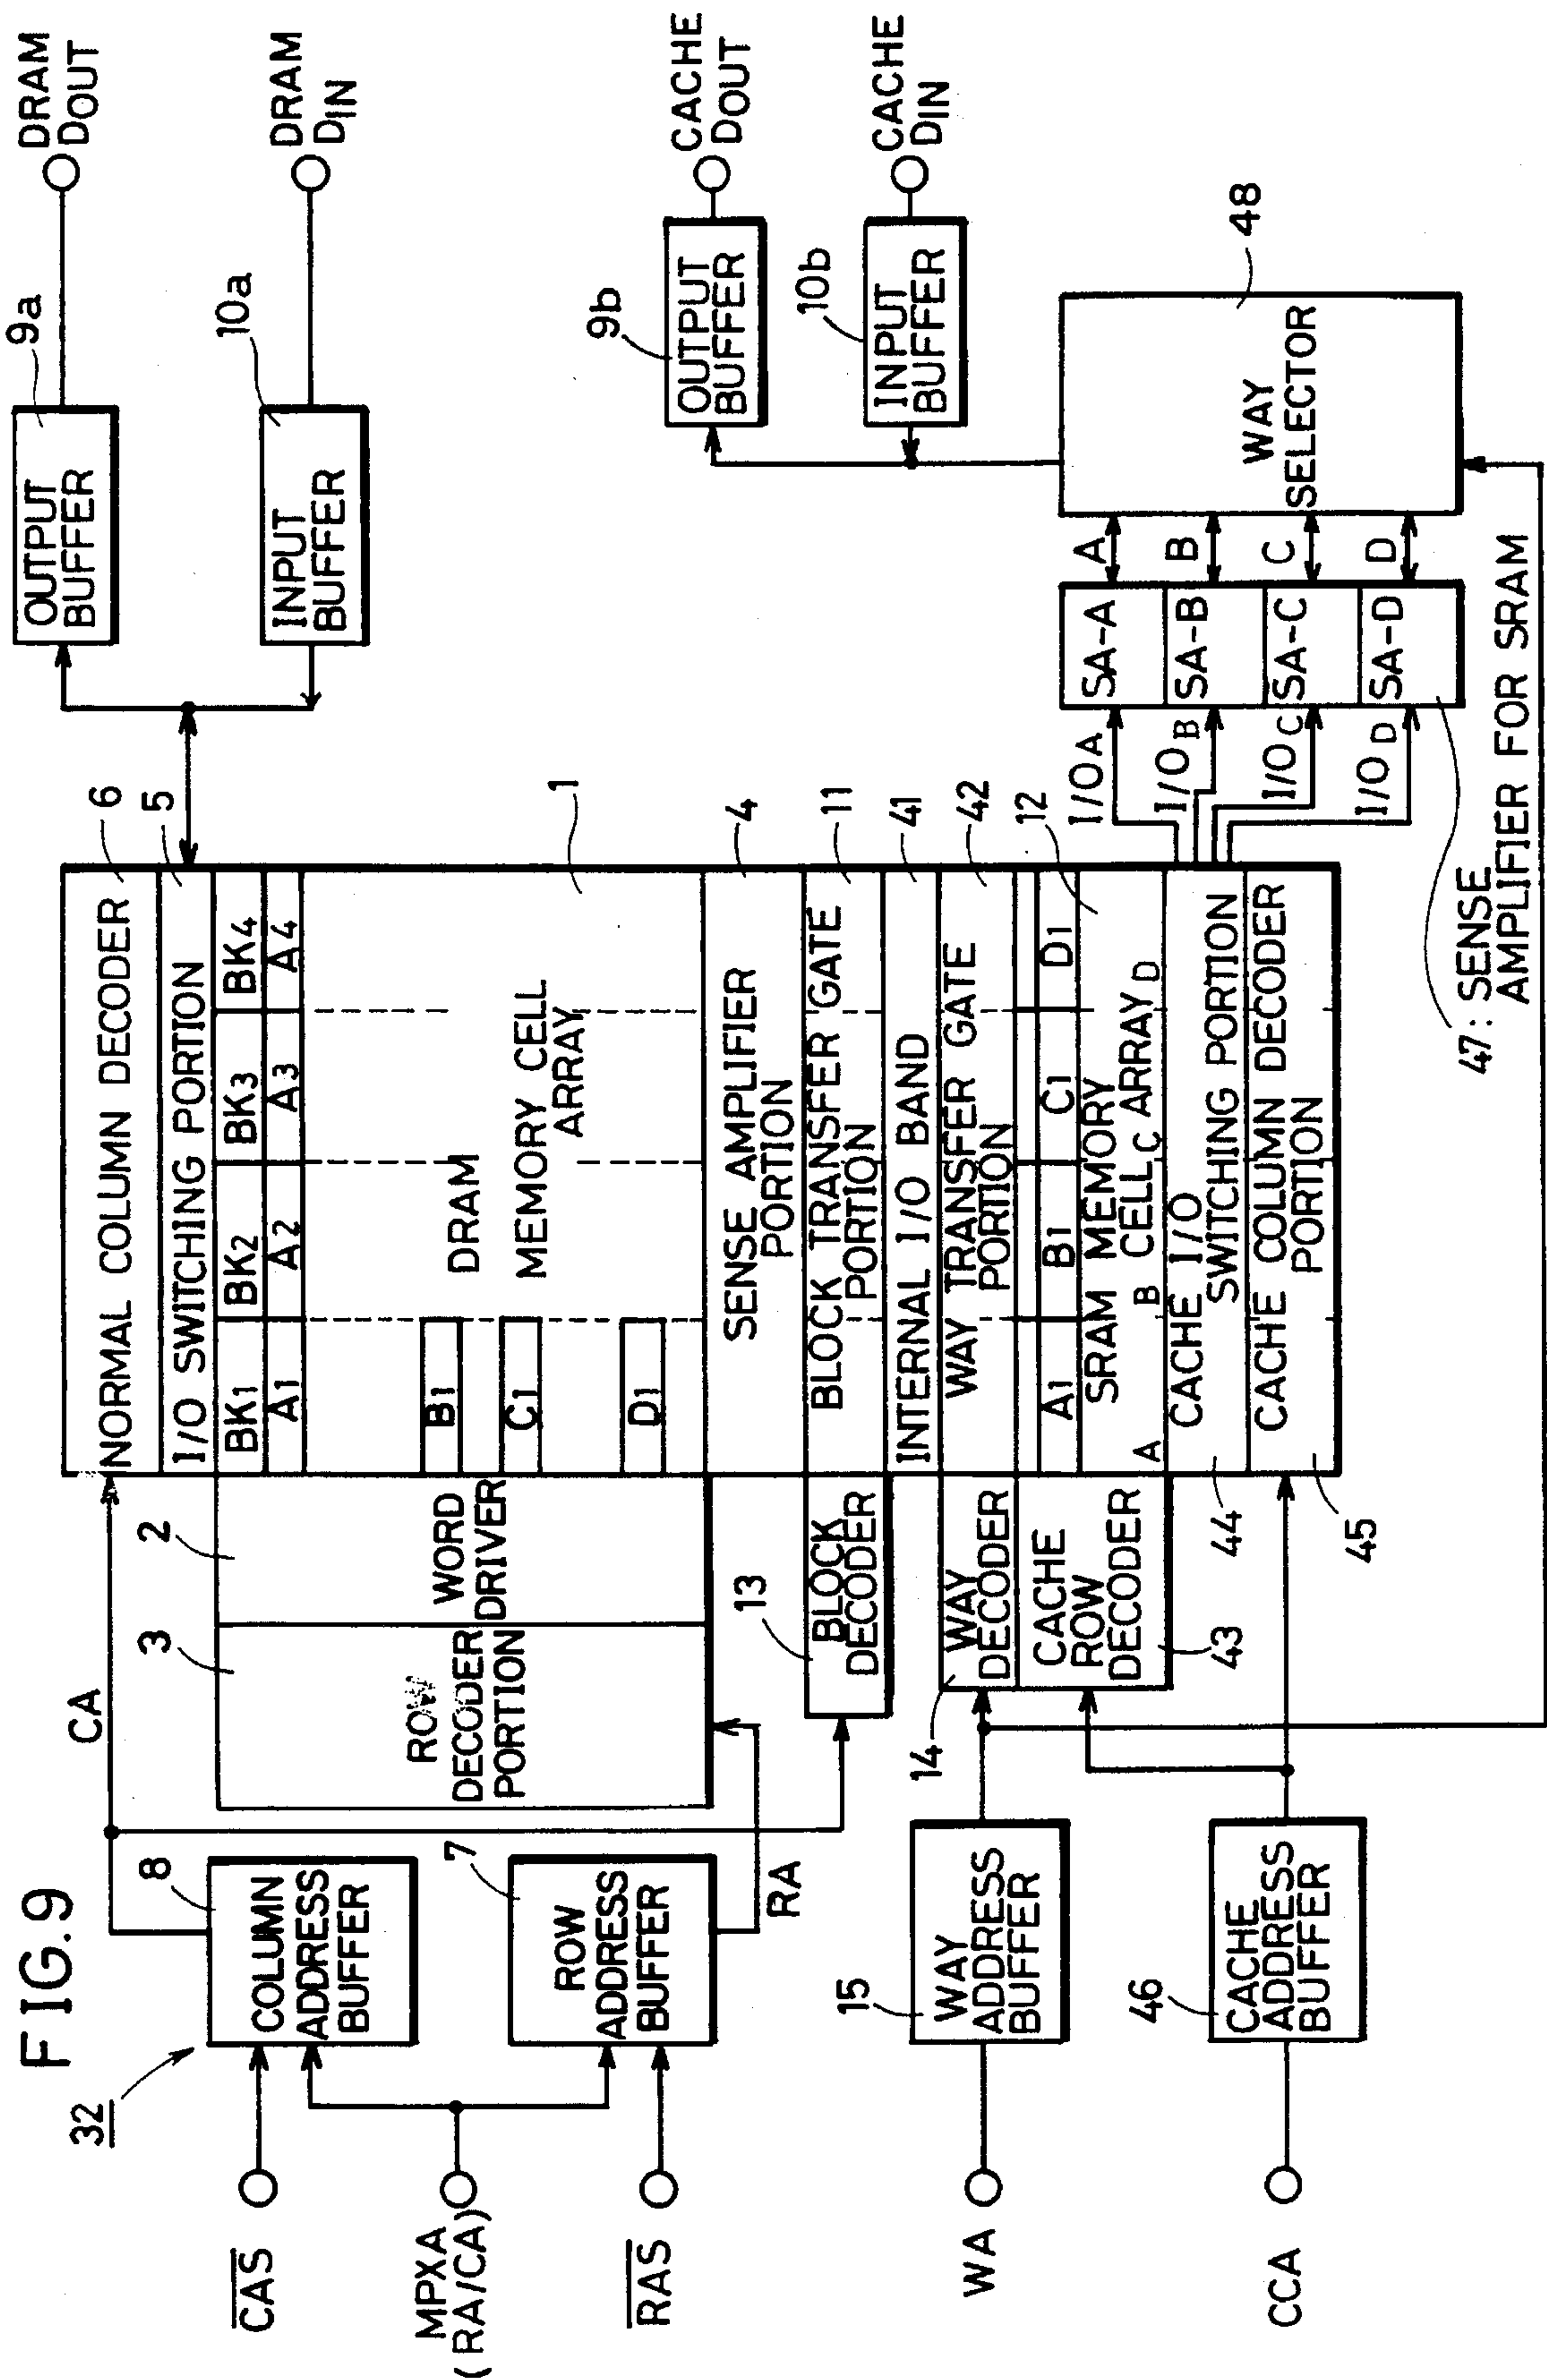 FIG.9
32
CAS
MPXA
(RA/CA)
RAS
WA
CCA
8
COLUMN
ADDRESS
BUFFER
7
ROW
ADDRESS
BUFFER
15
WAY
ADDRESS
BUFFER
46
CACHE
ADDRESS
BUFFER
CA
RA
3
ROW
DECODER
PORTION
2
WORD
DRIVER
13
BLOCK
DECODER
14
WAY
DECODER
CACHE
ROW
DECODER
43
NORMAL COLUMN DECODER
6
I/O SWITCHING PORTION
5
BK1 BK2 BK3 BK4
A1 A2 A3 A4
B1
C1
D1
DRAM
MEMORY CELL
ARRAY
1
SENSE AMPLIFIER
PORTION
4
BLOCK TRANSFER GATE
PORTION
11
INTERNAL I/O BAND
41
WAY TRANSFER GATE
PORTION
42
A1 B1 C1 D1
12
SRAM MEMORY
CELL ARRAY
A B C D
CACHE I/O
SWITCHING PORTION
44
CACHE COLUMN DECODER
PORTION
45
I/OA
I/OB
I/OC
I/OD
SA-A
SA-B
SA-C
SA-D
47: SENSE
AMPLIFIER FOR SRAM
A
B
C
D
WAY
SELECTOR
48
9a
OUTPUT
BUFFER
10a
INPUT
BUFFER
9b
OUTPUT
BUFFER
10b
INPUT
BUFFER
DRAM
DOUT
DRAM
DIN
CACHE
DOUT
CACHE
DIN